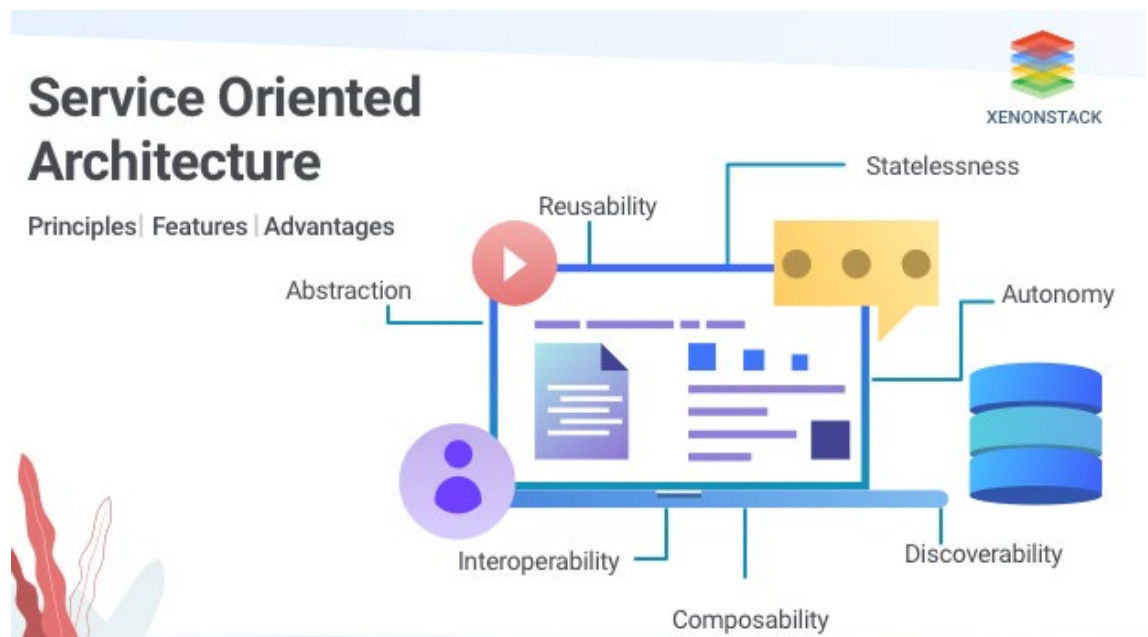 Service Oriented
Architecture
Principles| Features | Advantages
XENONSTACK
Statelessness
Reusability
Abstraction
Autonomy
Interoperability
Discoverability
Composability